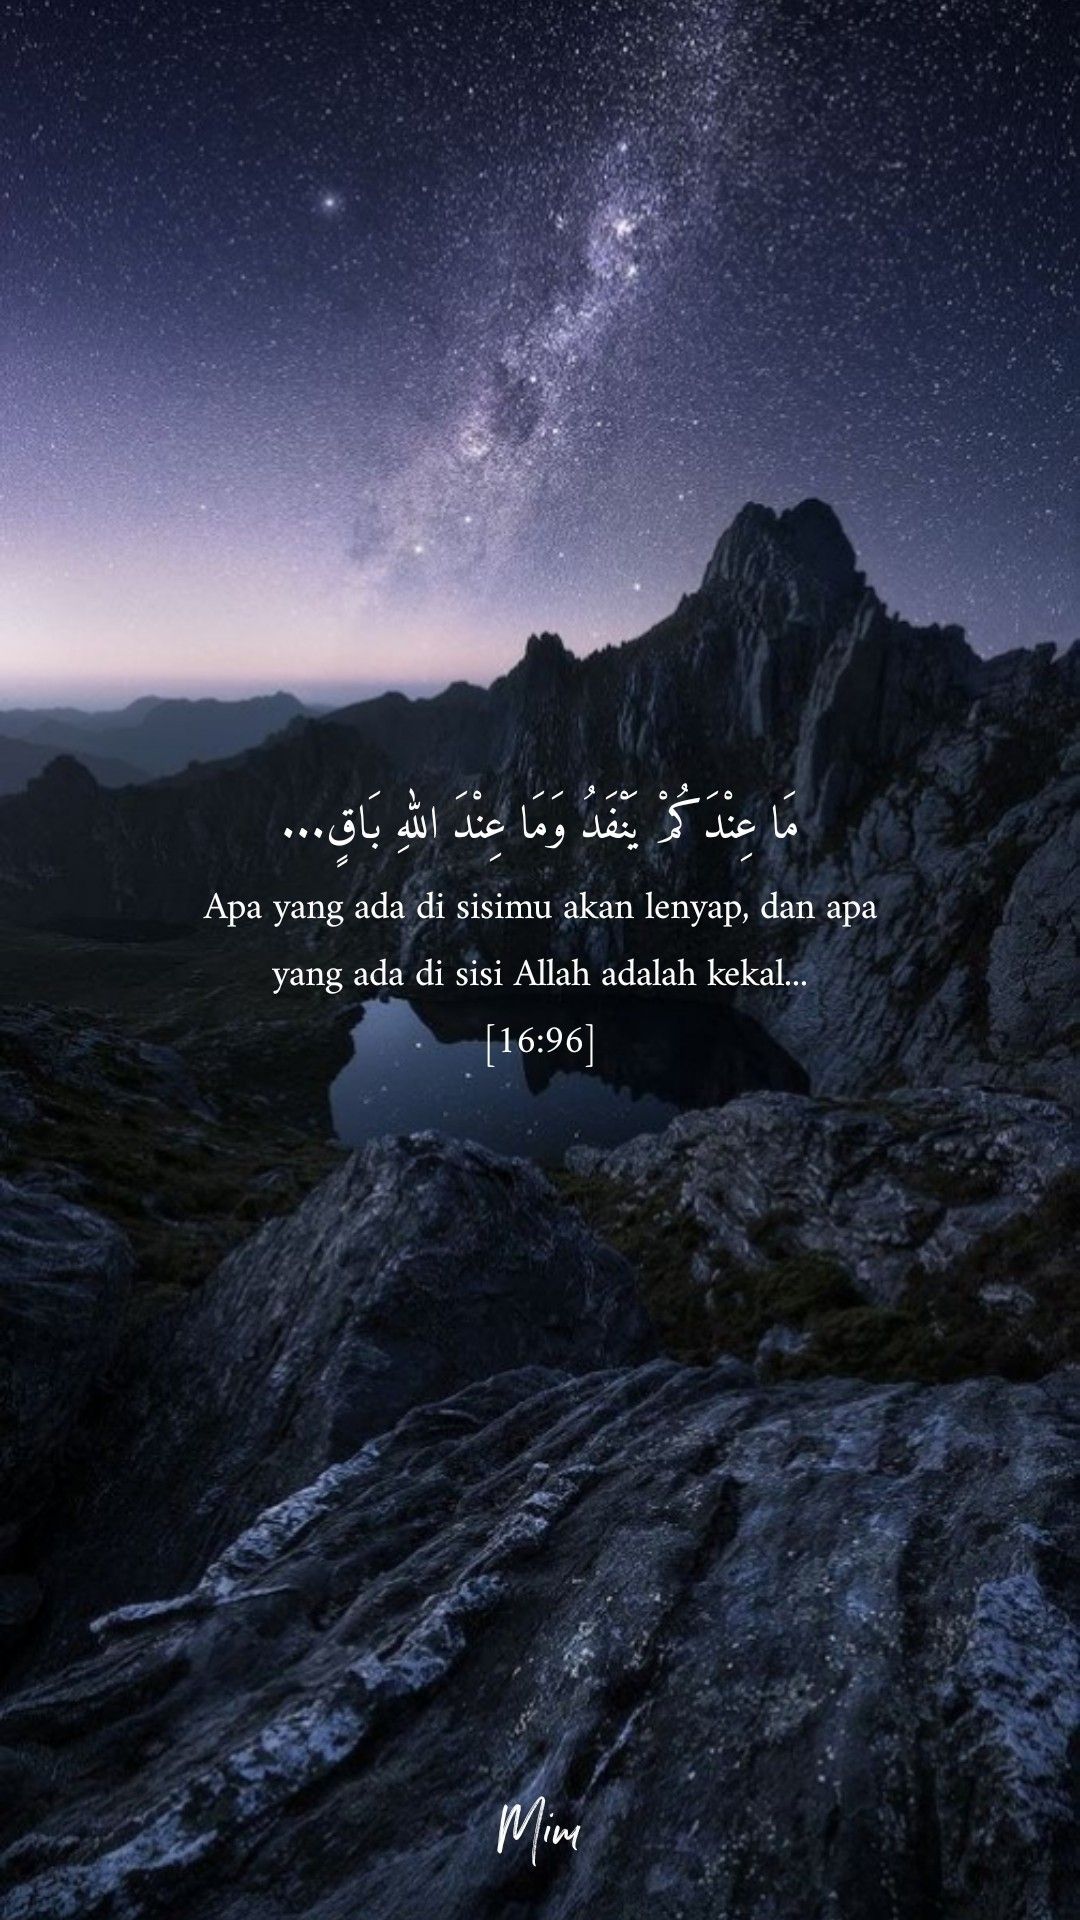 مَا عِنْدَكُمْ يَنْفَدُ وَمَا عِنْدَ اللهِ بَاقٍ...
Apa yang ada di sisimu akan lenyap, dan apa
yang ada di sisi Allah adalah kekal...
[16:96]
Mim